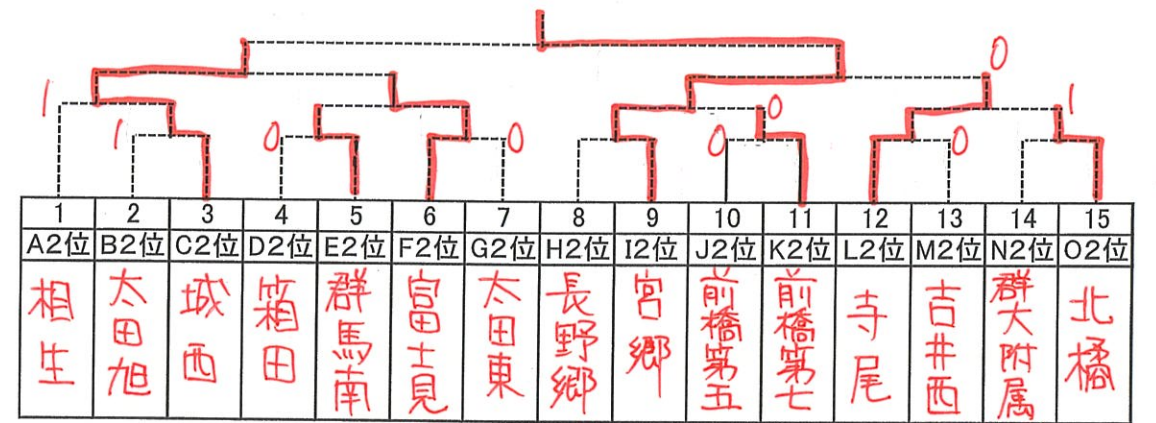 0
1 0
1 0 0 0 0
1 2 3 4 5 6 7 8 9 10 11 12 13 14 15
A2位 B2位 C2位 D2位 E2位 F2位 G2位 H2位 I2位 J2位 K2位 L2位 M2位 N2位 O2位
相生 太田旭 城西 箱田 群馬南 富士見 太田東 長野郷 宮郷 前橋第五 前橋第七 寺尾 吉井西 群大附属 北橘